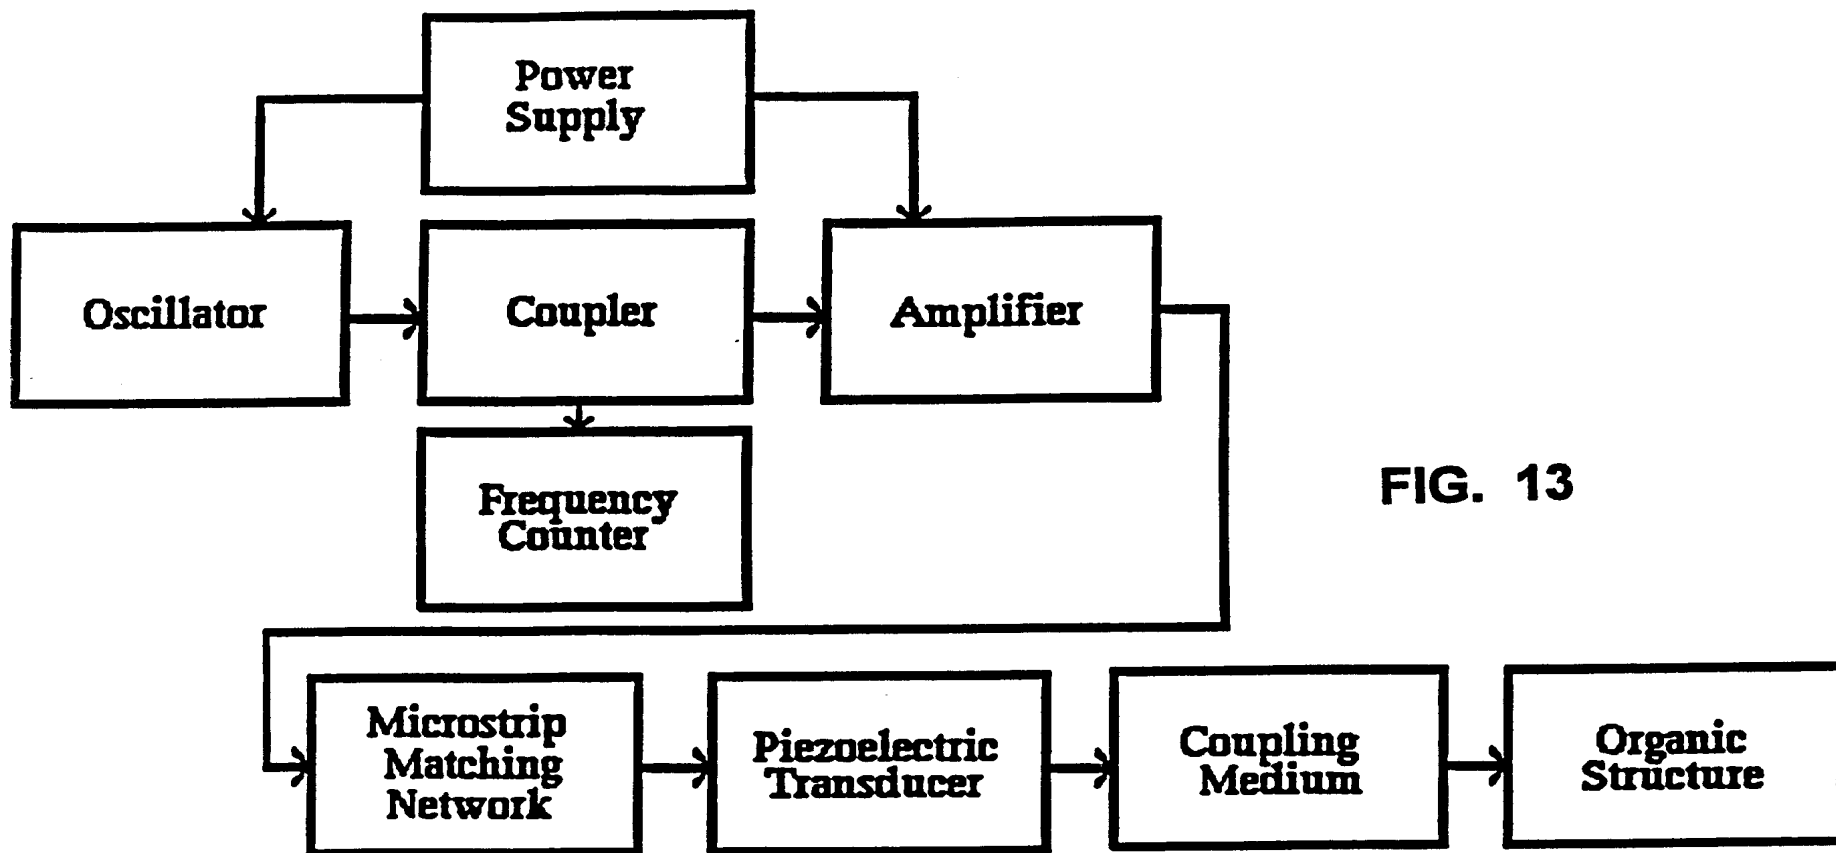 Power
Supply
Oscillator
Coupler
Amplifier
Frequency
Counter
FIG. 13
Microstrip
Matching
Network
Piezoelectric
Transducer
Coupling
Medium
Organic
Structure